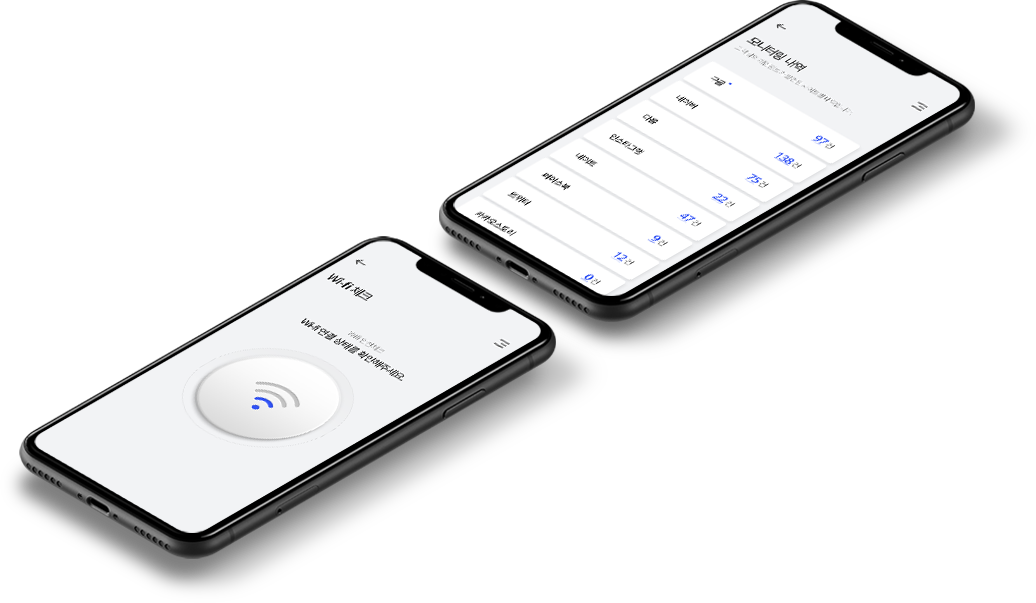 모니터링 내역
구글
97건
네이버
138건
다음
75건
인스타그램
22건
네이트
47건
페이스북
9건
트위터
12건
카카오스토리
0건
Wi-Fi 체크
Wi-Fi 연결 상태를 확인해주세요.